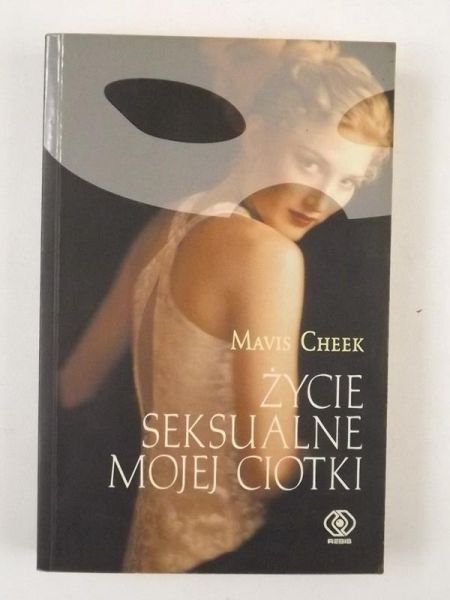 MAVIS CHEEK
ŻYCIE
SEKSUALNE
MOJEJ CIOTKI
REBIS